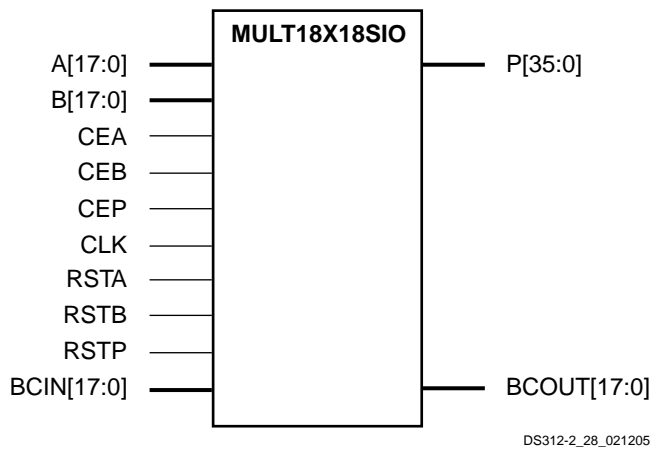 MULT18X18SIO
A[17:0]
P[35:0]
B[17:0]
CEA
CEB
CEP
CLK
RSTA
RSTB
RSTP
BCIN[17:0]
BCOUT[17:0]
DS312-2_28_021205